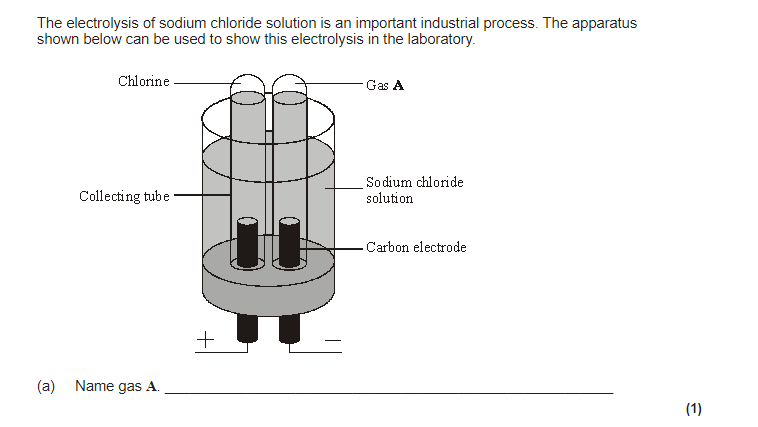 The electrolysis of sodium chloride solution is an important industrial process. The apparatus
shown below can be used to show this electrolysis in the laboratory.
Chlorine
Gas A
Collecting tube
Sodium chloride
solution
Carbon electrode
+ −
(a) Name gas A. ______________________________
(1)